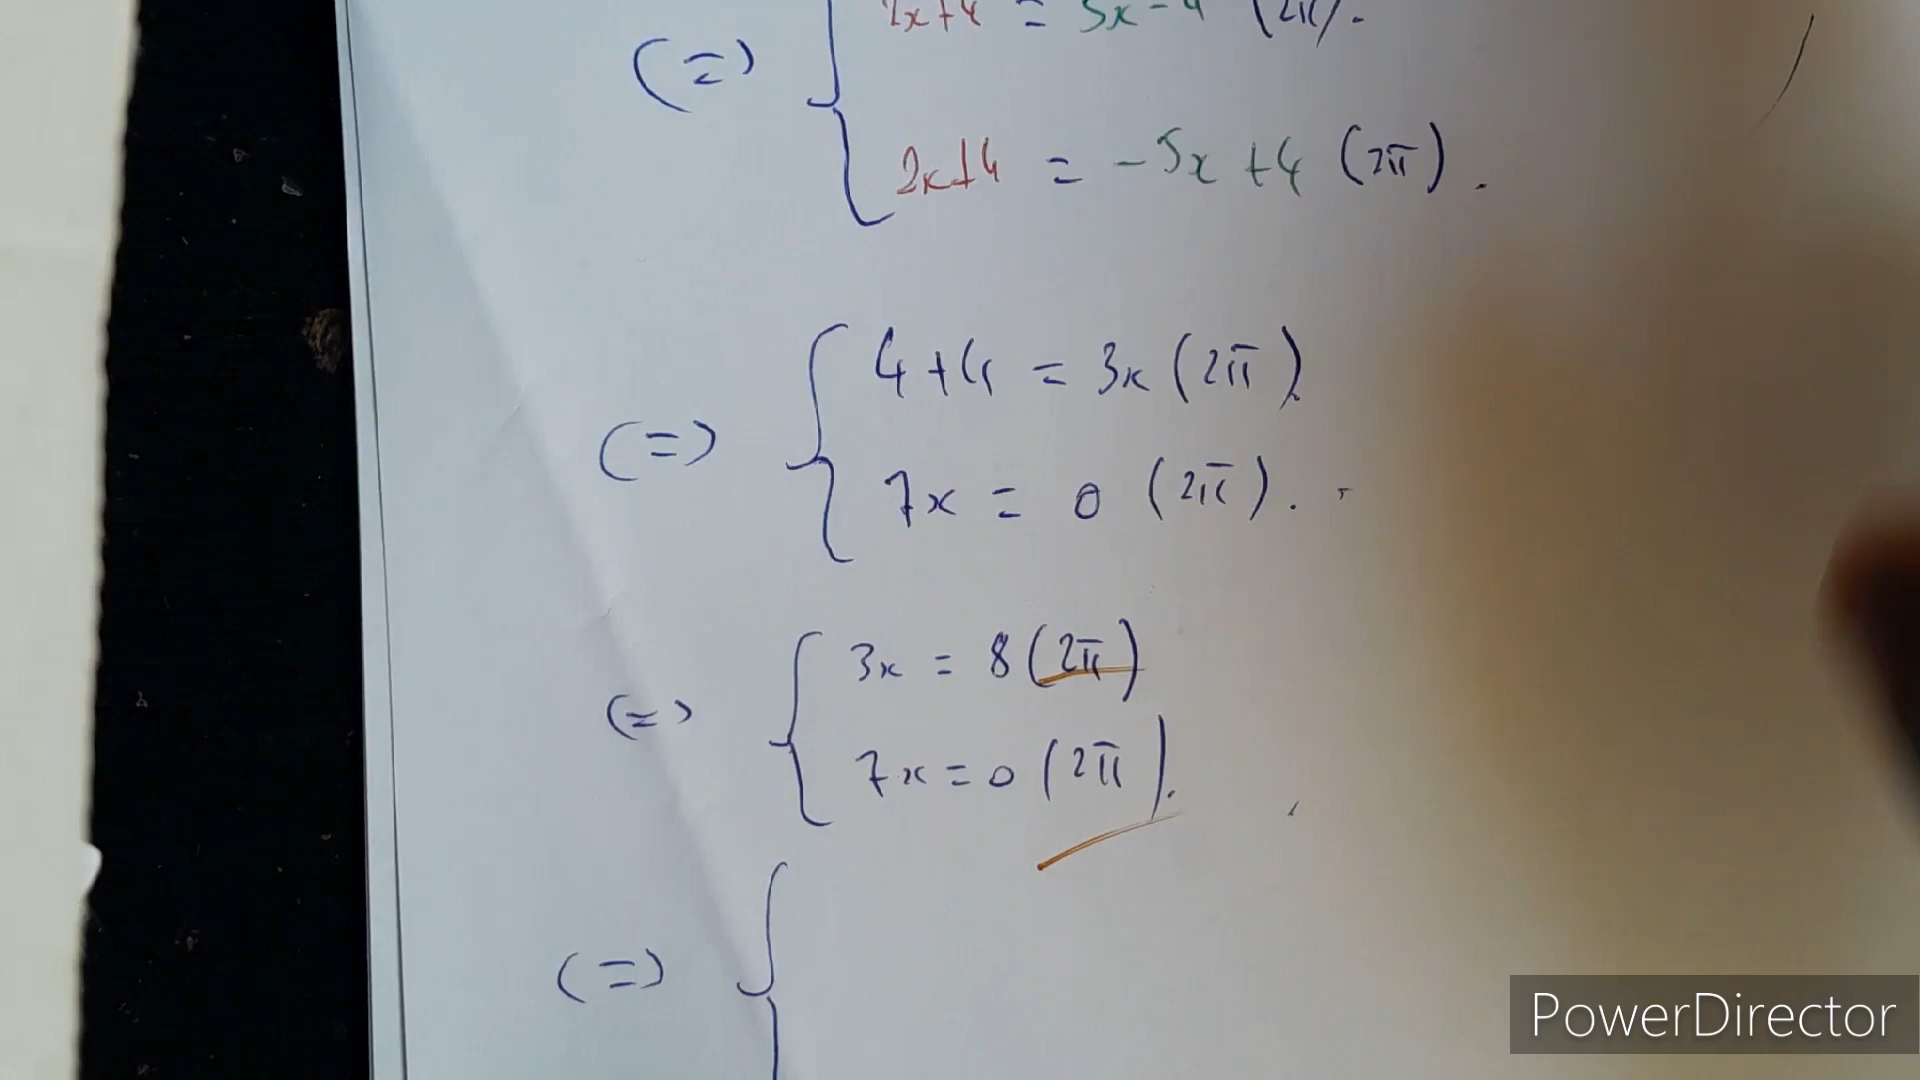 2x+4 = 5x-4 (2π).
(=)
2x+4 = -5x+4 (2π).
4+4 = 3x (2π).
(=)
7x = 0 (2π).
3x = 8 (2π)
(=)
7x = 0 (2π).
(=)
PowerDirector